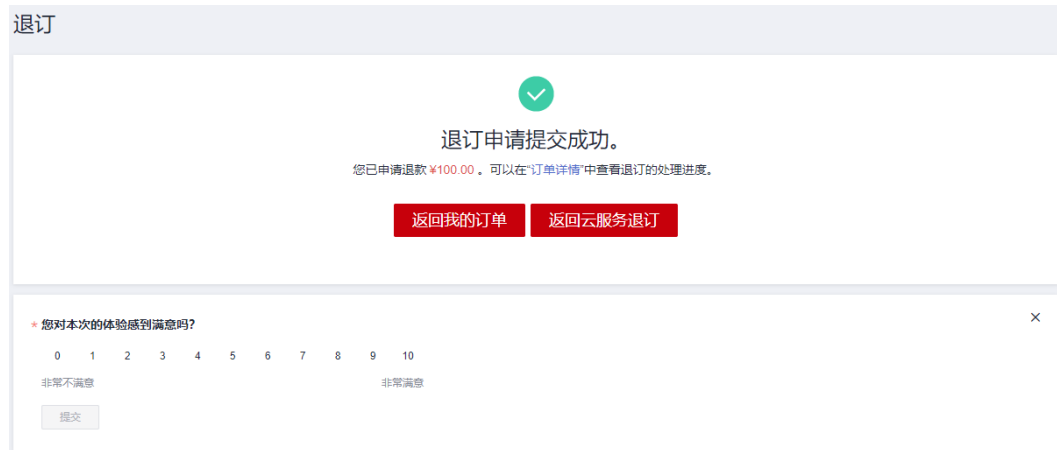 退订
退订申请提交成功。
您已申请退款 ¥100.00 。可以在“订单详情”中查看退订的处理进度。
返回我的订单 返回云服务退订
* 您对本次的体验感到满意吗?
0 1 2 3 4 5 6 7 8 9 10
非常不满意 非常满意
提交